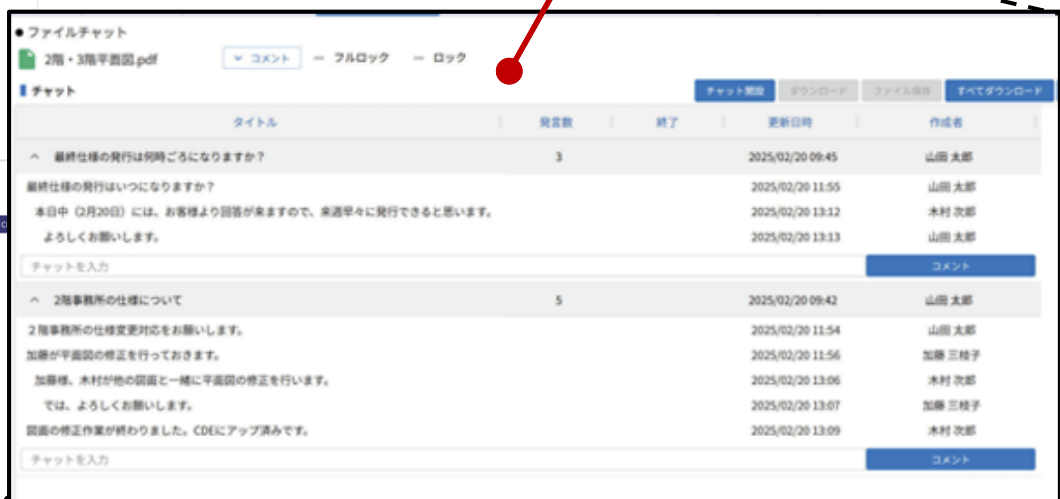 ● ファイルチャット
2階・3階平面図.pdf コメント ー フルロック ー ロック
チャット チャット開設 ダウンロード ファイル保存 すべてダウンロード
タイトル 発言数 終了 更新日時 作成者
最終仕様の発行は何時ごろになりますか? 3 2025/02/20 09:45 山田 太郎
最終仕様の発行はいつになりますか? 2025/02/20 11:55 山田 太郎
本日中（2月20日）には、お客様より回答が来ますので、来週早々に発行できると思います。 2025/02/20 13:12 木村 次郎
よろしくお願いします。 2025/02/20 13:13 山田 太郎
チャットを入力 コメント
2階事務所の仕様について 5 2025/02/20 09:42 山田 太郎
2階事務所の仕様変更対応をお願いします。 2025/02/20 11:54 山田 太郎
加藤が平面図の修正を行っておきます。 2025/02/20 11:56 加藤 三桂子
加藤様、木村が他の図面と一緒に平面図の修正を行います。 2025/02/20 13:06 木村 次郎
では、よろしくお願いします。 2025/02/20 13:07 加藤 三桂子
図面の修正作業が終わりました。CDEにアップ済みです。 2025/02/20 13:09 木村 次郎
チャットを入力 コメント